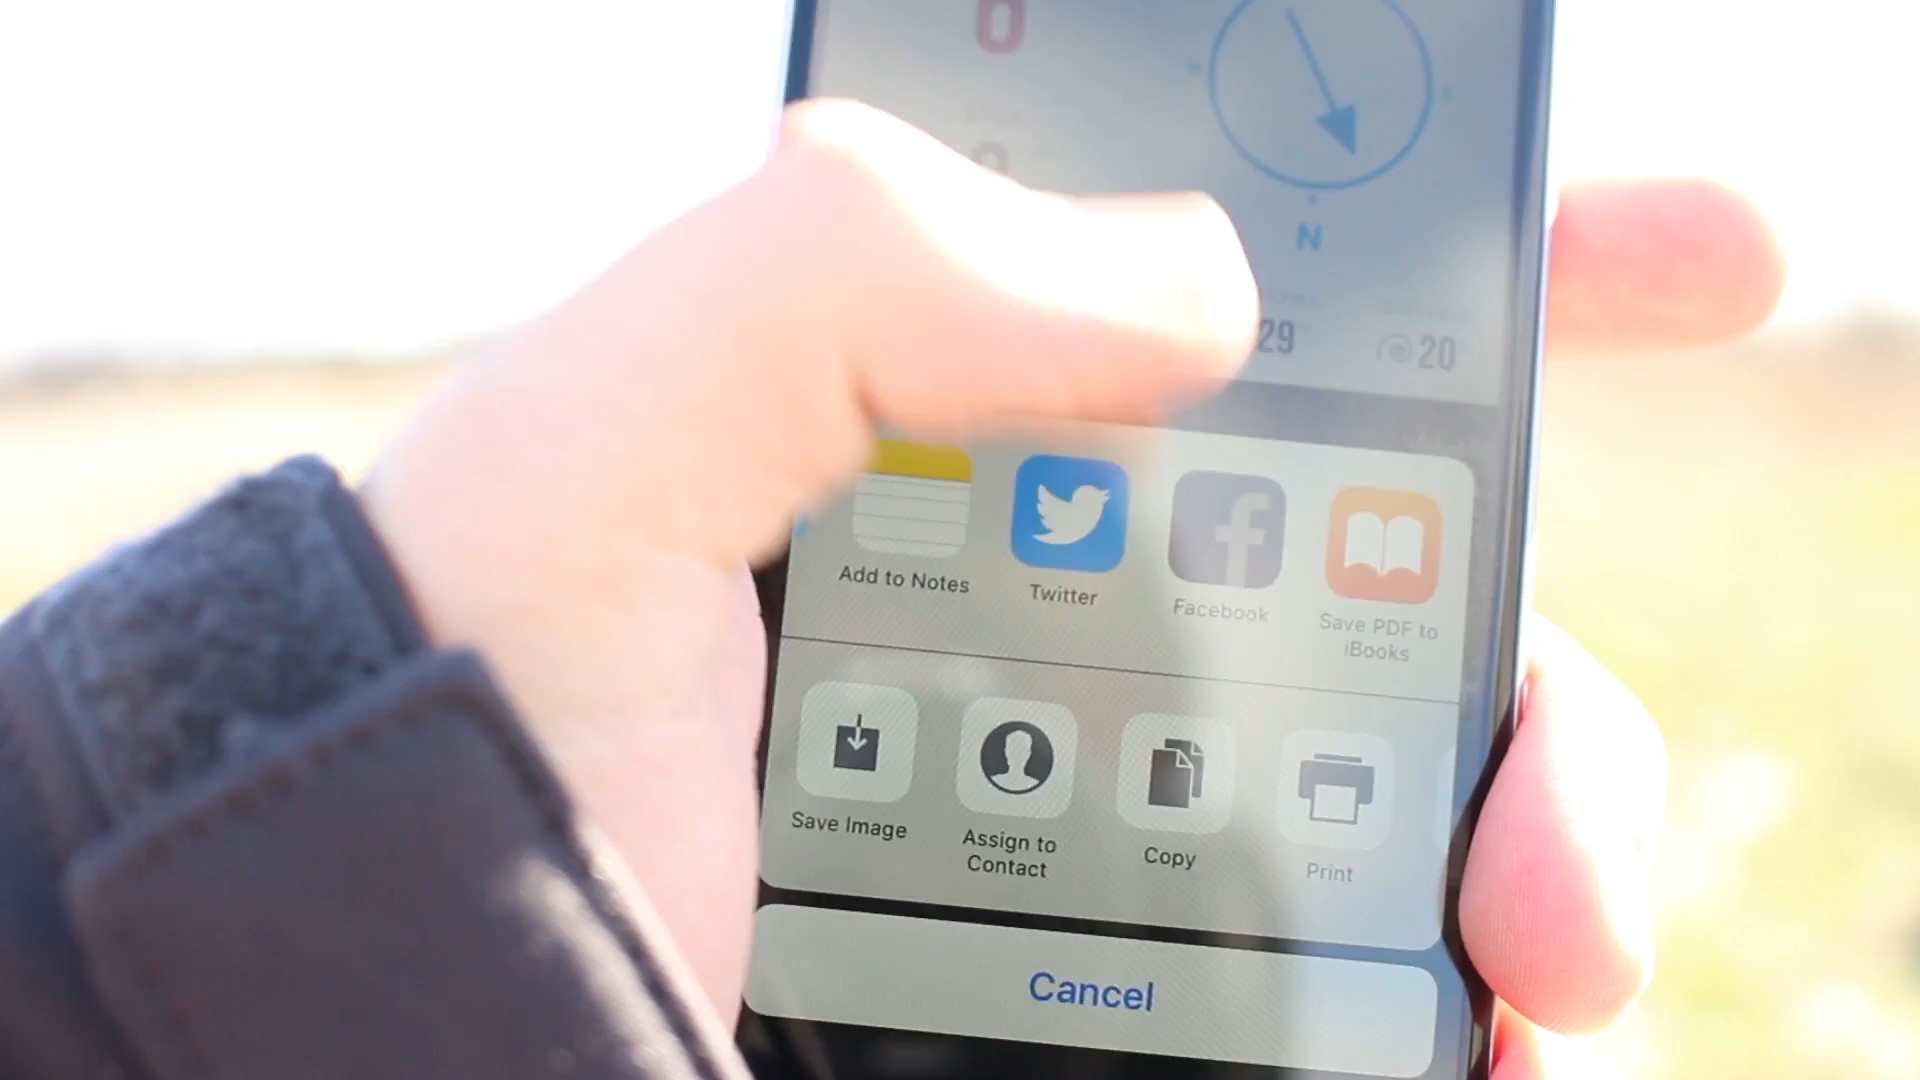 N
29
20
Add to Notes
Twitter
Facebook
Save PDF to
iBooks
Save Image
Assign to
Contact
Copy
Print
Cancel